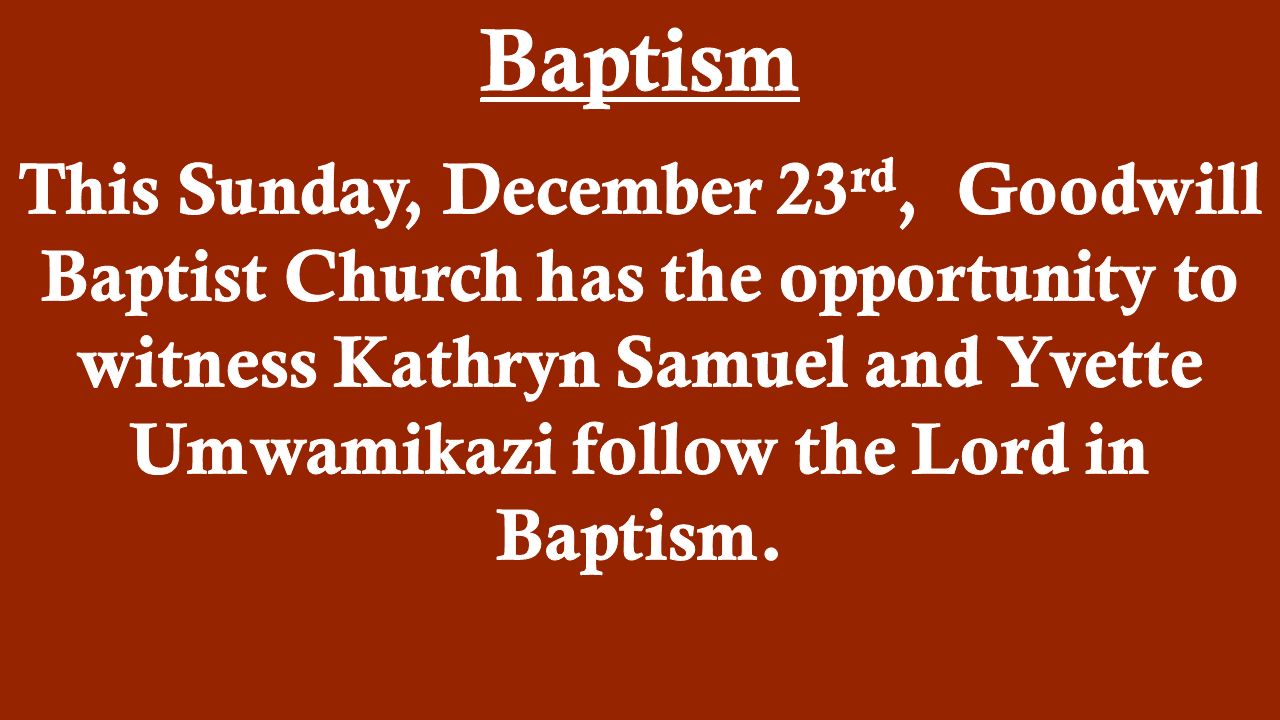 Baptism
This Sunday, December 23rd, Goodwill
Baptist Church has the opportunity to
witness Kathryn Samuel and Yvette
Umwamikazi follow the Lord in
Baptism.